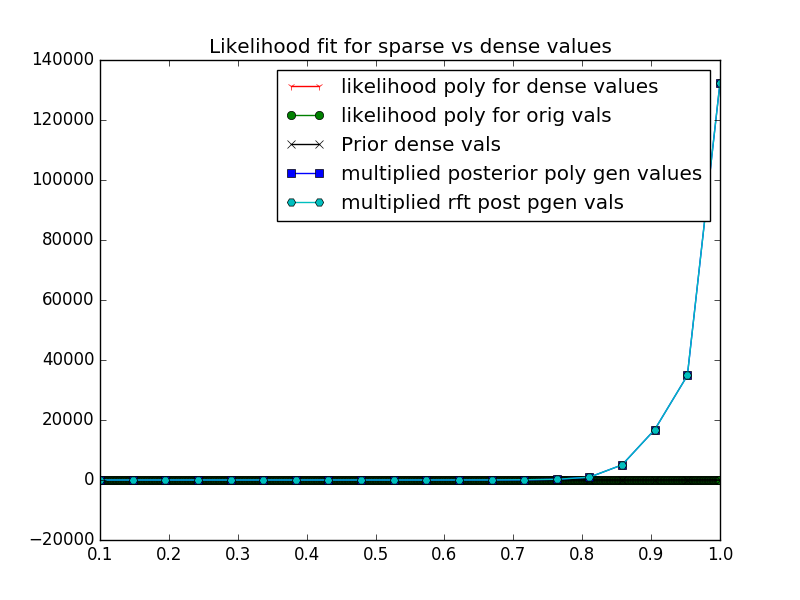 Likelihood fit for sparse vs dense values
140000
120000
100000
80000
60000
40000
20000
0
−20000
likelihood poly for dense values
likelihood poly for orig vals
Prior dense vals
multiplied posterior poly gen values
multiplied rft post pgen vals
0.1 0.2 0.3 0.4 0.5 0.6 0.7 0.8 0.9 1.0